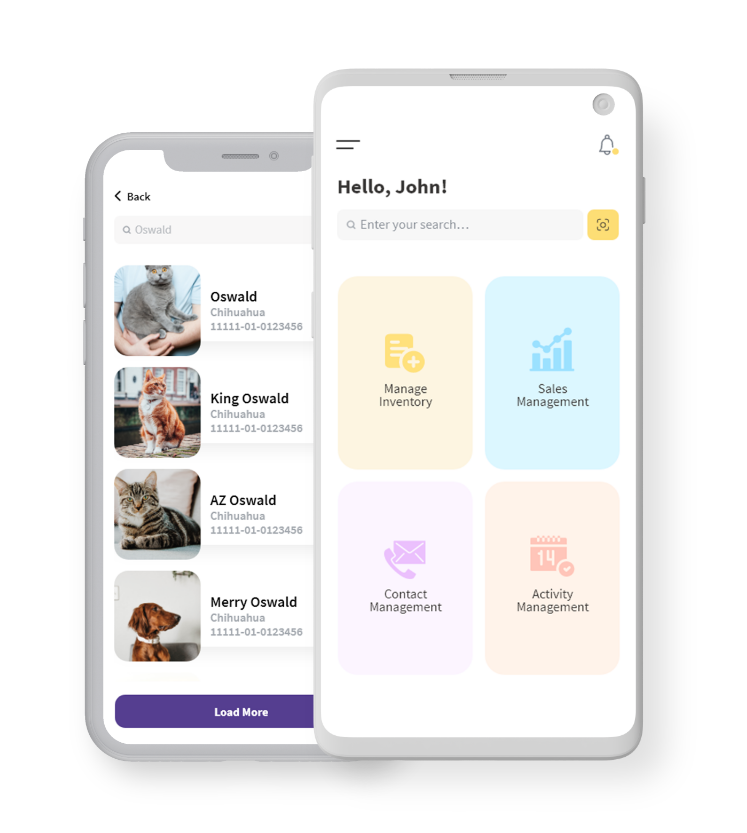 Back
Oswald
Oswald
Chihuahua
11111-01-0123456
King Oswald
Chihuahua
11111-01-0123456
AZ Oswald
Chihuahua
11111-01-0123456
Merry Oswald
Chihuahua
11111-01-0123456
Load More
Hello, John!
Enter your search...
Manage
Inventory
Sales
Management
Contact
Management
14
Activity
Management